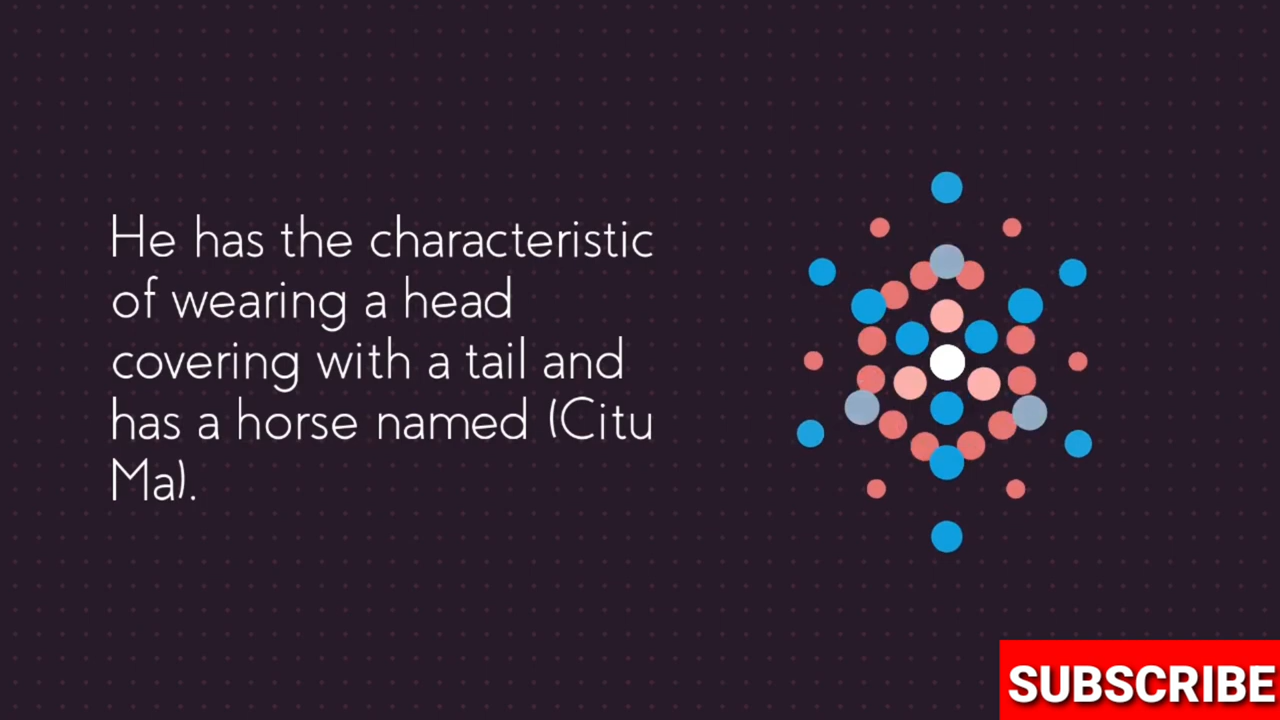 He has the characteristic
of wearing a head
covering with a tail and
has a horse named (Citu
Ma).
SUBSCRIBE